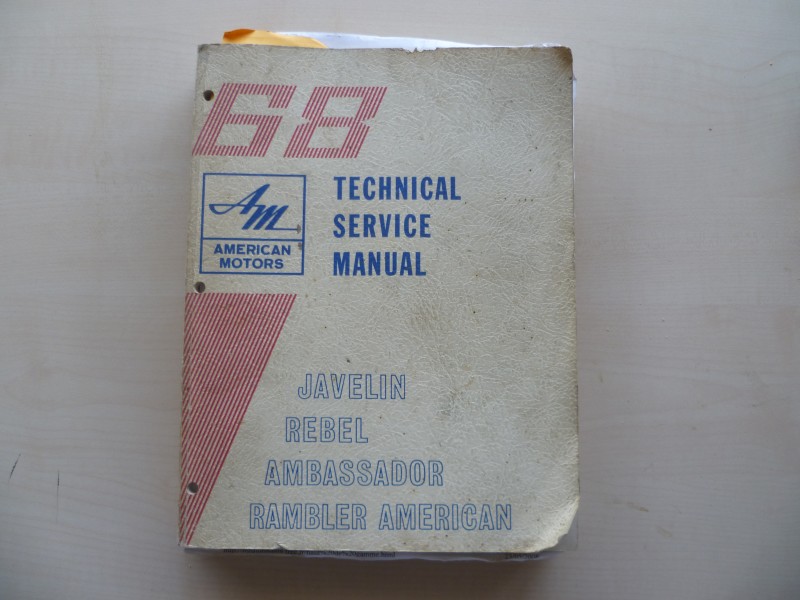 68
AM
AMERICAN
MOTORS
TECHNICAL
SERVICE
MANUAL
JAVELIN
REBEL
AMBASSADOR
RAMBLER AMERICAN